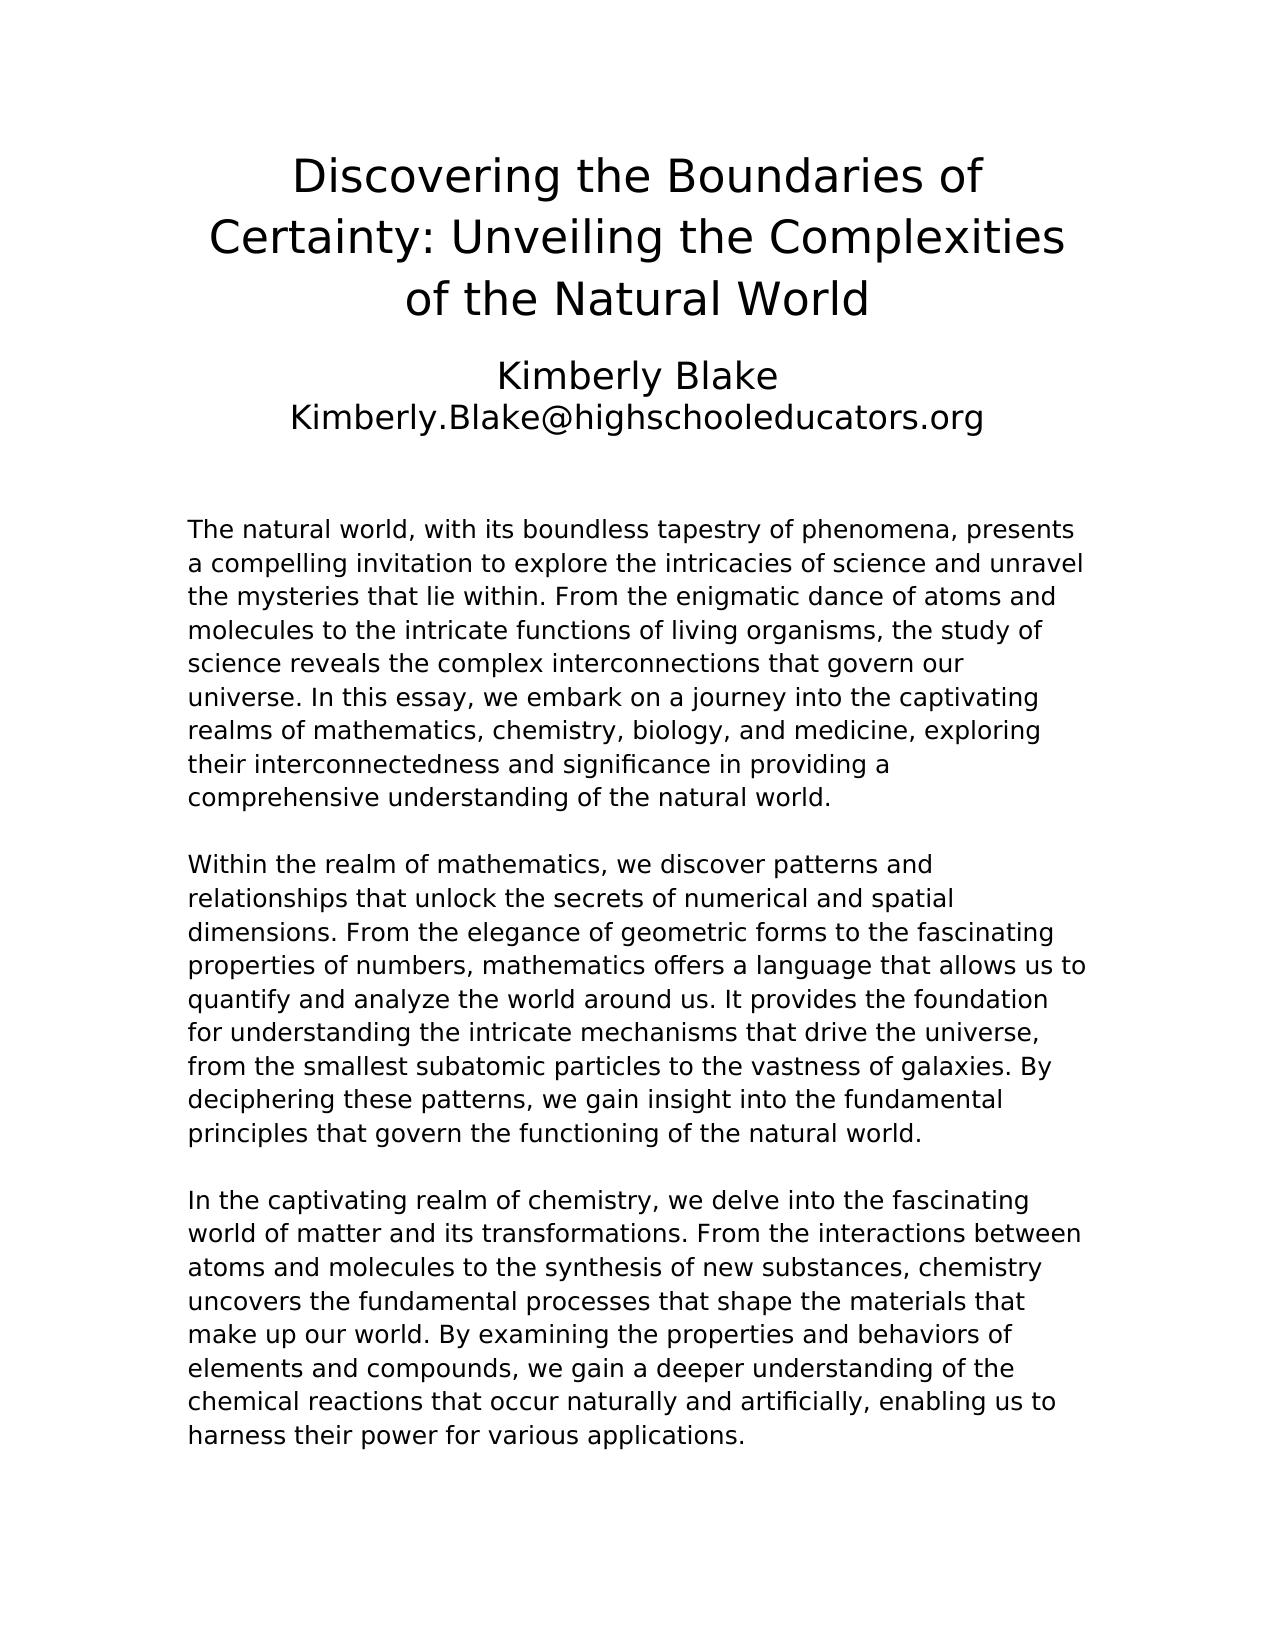 Discovering the Boundaries of
Certainty: Unveiling the Complexities
of the Natural World
Kimberly Blake
Kimberly.Blake@highschooleducators.org
The natural world, with its boundless tapestry of phenomena, presents
a compelling invitation to explore the intricacies of science and unravel
the mysteries that lie within. From the enigmatic dance of atoms and
molecules to the intricate functions of living organisms, the study of
science reveals the complex interconnections that govern our
universe. In this essay, we embark on a journey into the captivating
realms of mathematics, chemistry, biology, and medicine, exploring
their interconnectedness and significance in providing a
comprehensive understanding of the natural world.
Within the realm of mathematics, we discover patterns and
relationships that unlock the secrets of numerical and spatial
dimensions. From the elegance of geometric forms to the fascinating
properties of numbers, mathematics offers a language that allows us to
quantify and analyze the world around us. It provides the foundation
for understanding the intricate mechanisms that drive the universe,
from the smallest subatomic particles to the vastness of galaxies. By
deciphering these patterns, we gain insight into the fundamental
principles that govern the functioning of the natural world.
In the captivating realm of chemistry, we delve into the fascinating
world of matter and its transformations. From the interactions between
atoms and molecules to the synthesis of new substances, chemistry
uncovers the fundamental processes that shape the materials that
make up our world. By examining the properties and behaviors of
elements and compounds, we gain a deeper understanding of the
chemical reactions that occur naturally and artificially, enabling us to
harness their power for various applications.